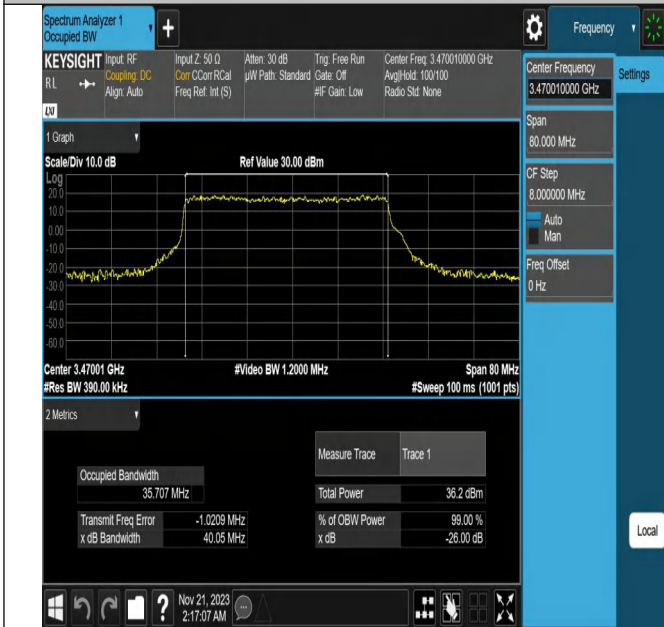 Spectrum Analyzer 1
Occupied BW
Frequency
KEYSIGHT Input: RF
RL
Coupling: DC
Align: Auto
LXI
Input Z: 50 Ω
Corr CCorr RCal
Freq Ref: Int (S)
Atten: 30 dB
µW Path: Standard
Trig: Free Run
Gate: Off
#IF Gain: Low
Center Freq: 3.470010000 GHz
Avg|Hold: 100/100
Radio Std: None
Center Frequency
3.470010000 GHz
Settings
Span
80.000 MHz
CF Step
8.000000 MHz
Auto
Man
Freq Offset
0 Hz
Local
1 Graph
Scale/Div 10.0 dB
Ref Value 30.00 dBm
Log
20.0
10.0
0.00
-10.0
-20.0
-30.0
-40.0
-50.0
-60.0
Center 3.47001 GHz
#Video BW 1.2000 MHz
Span 80 MHz
#Res BW 390.00 kHz
#Sweep 100 ms (1001 pts)
2 Metrics
Measure Trace
Trace 1
Occupied Bandwidth
35.707 MHz
Total Power
36.2 dBm
Transmit Freq Error
-1.0209 MHz
% of OBW Power
99.00 %
x dB Bandwidth
40.05 MHz
x dB
-26.00 dB
Nov 21, 2023
2:17:07 AM